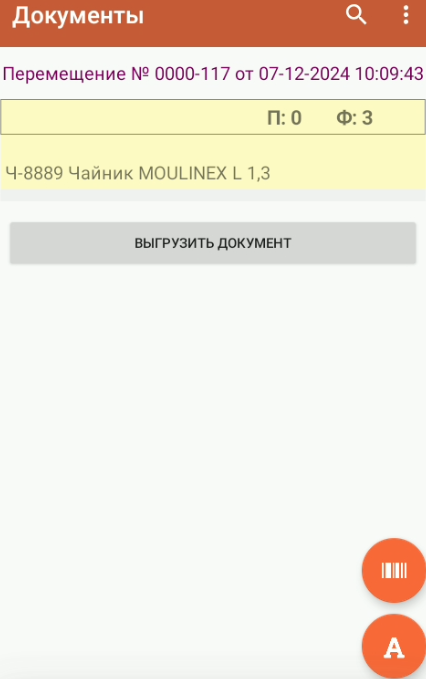 Документы
Перемещение № 0000-117 от 07-12-2024 10:09:43
П: 0 Ф: 3
Ч-8889 Чайник MOULINEX L 1,3
ВЫГРУЗИТЬ ДОКУМЕНТ
A